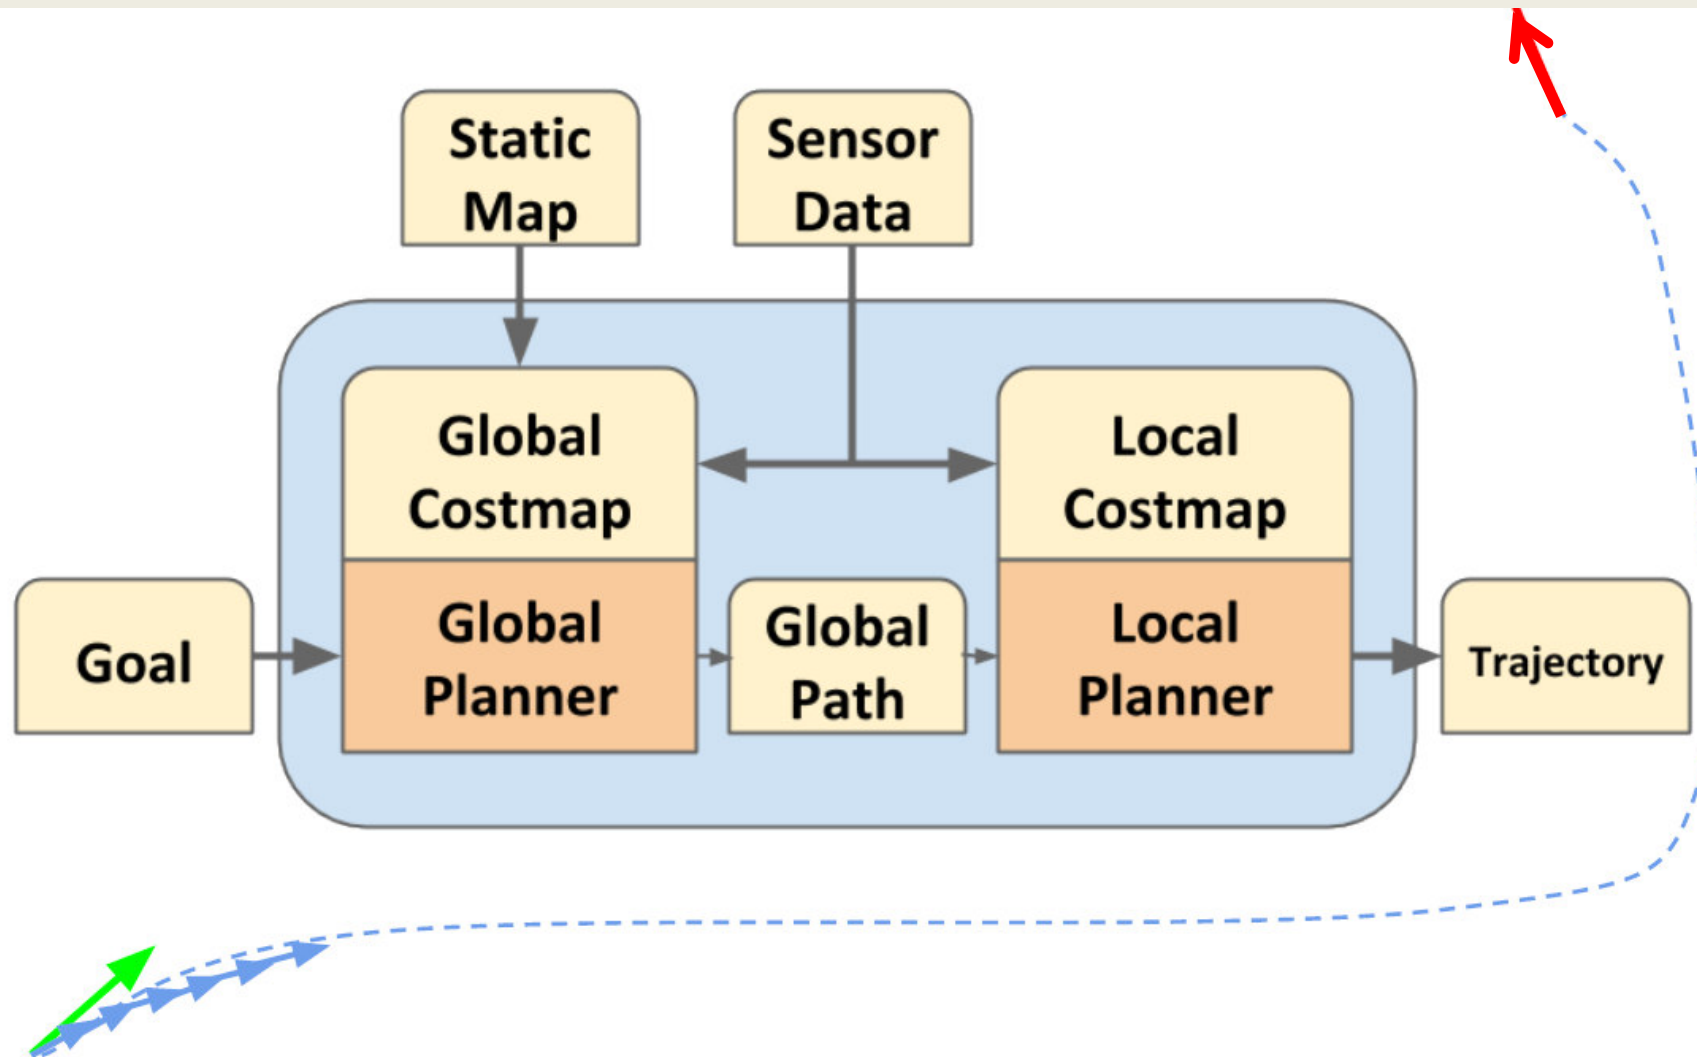 Static
Map
Sensor
Data
Global
Costmap
Local
Costmap
Goal
Global
Planner
Global
Path
Local
Planner
Trajectory